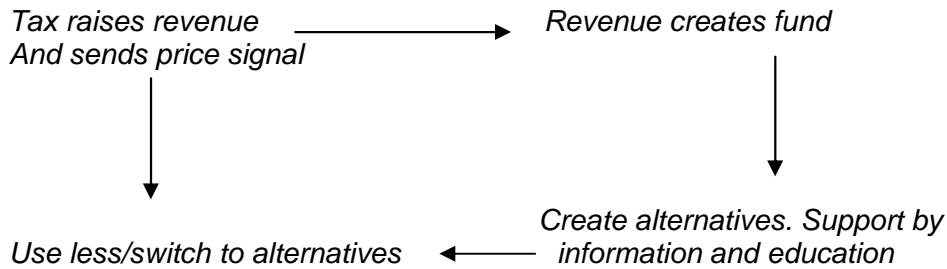 Tax raises revenue
And sends price signal
Revenue creates fund
Create alternatives. Support by
information and education
Use less/switch to alternatives